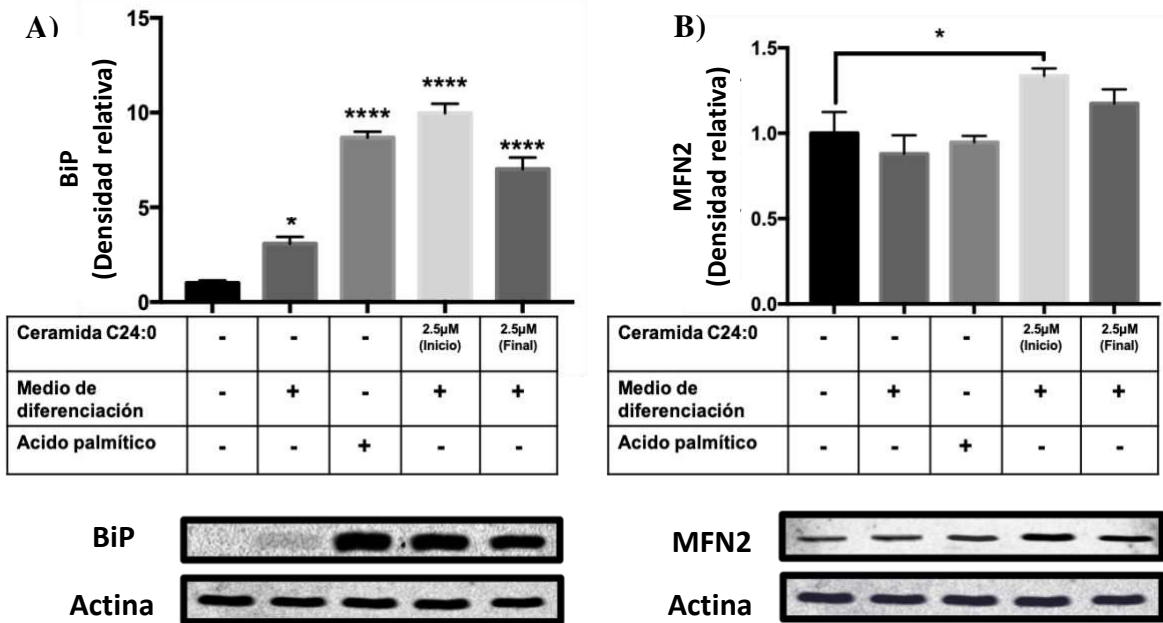 A)
BiP
(Densidad relativa)
15
10
5
0
*
****
****
****
Ceramida C24:0 - - - 2.5µM (Inicio) 2.5µM (Final)
Medio de diferenciación - + - + +
Acido palmítico - - + - -
BiP
Actina
B)
MFN2
(Densidad relativa)
1.5
1.0
0.5
0.0
*
Ceramida C24:0 - - - 2.5µM (Inicio) 2.5µM (Final)
Medio de diferenciación - + - + +
Acido palmítico - - + - -
MFN2
Actina